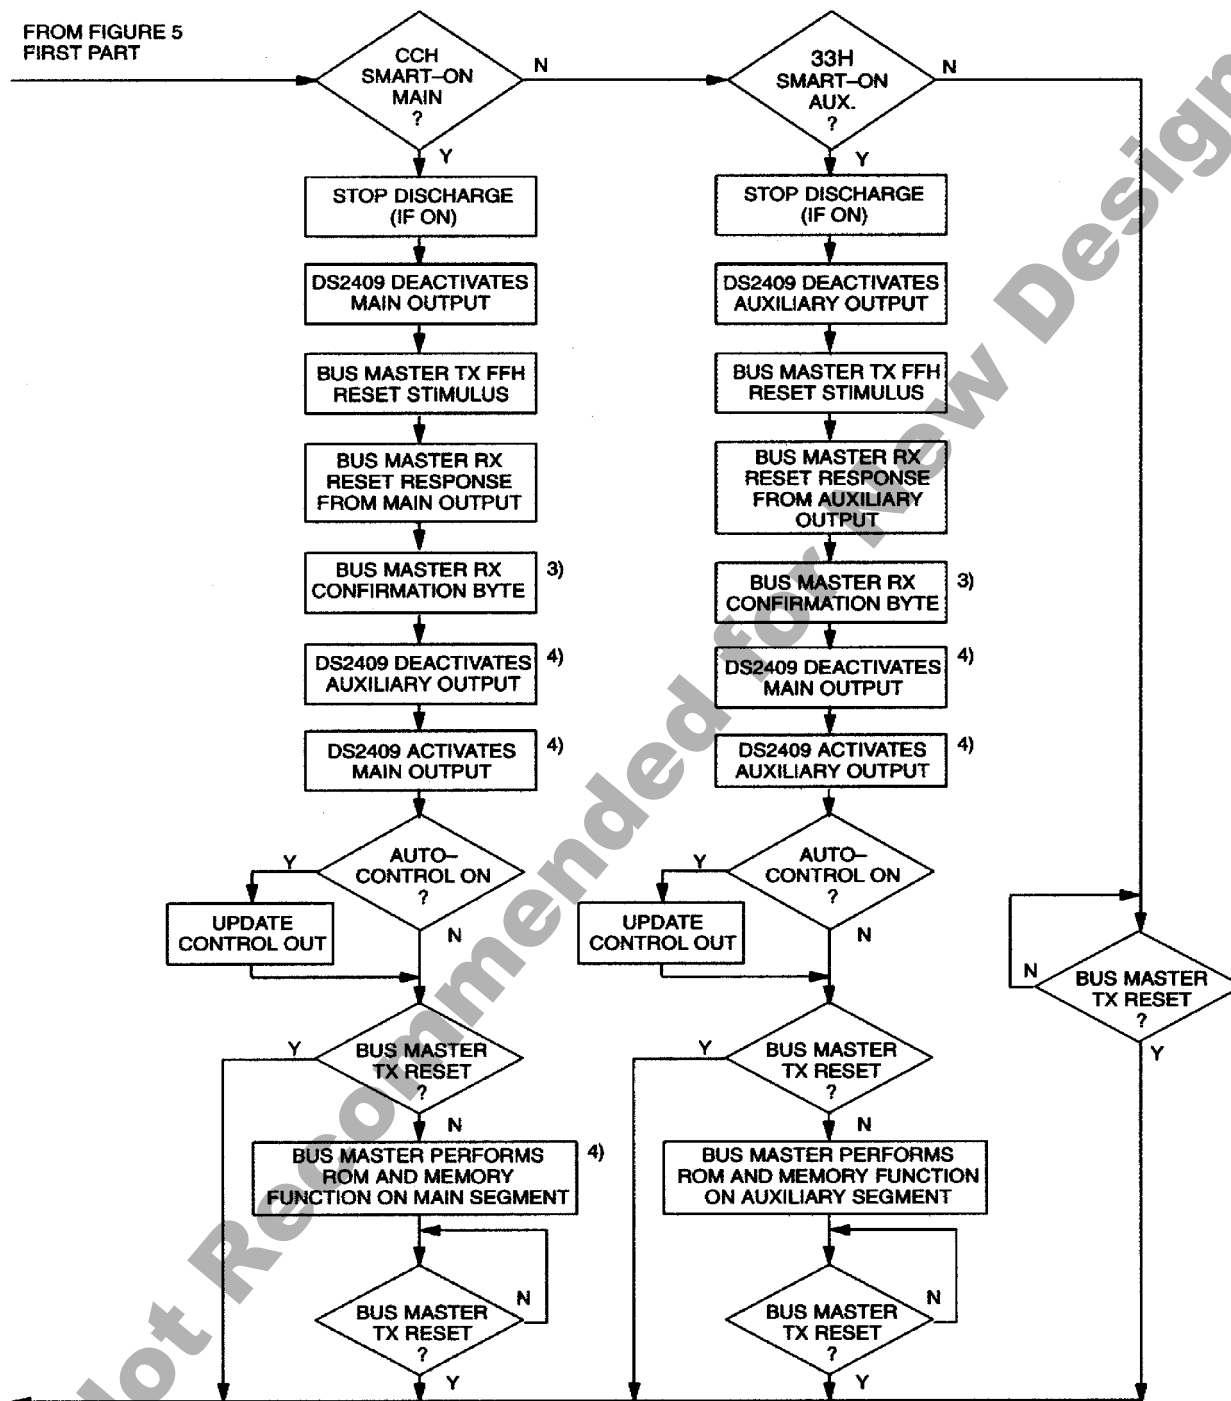 FROM FIGURE 5
FIRST PART
CCH
SMART–ON
MAIN
?
N
Y
STOP DISCHARGE
(IF ON)
DS2409 DEACTIVATES
MAIN OUTPUT
BUS MASTER TX FFH
RESET STIMULUS
BUS MASTER RX
RESET RESPONSE
FROM MAIN OUTPUT
BUS MASTER RX
CONFIRMATION BYTE
3)
DS2409 DEACTIVATES
AUXILIARY OUTPUT
4)
DS2409 ACTIVATES
MAIN OUTPUT
4)
AUTO–
CONTROL ON
?
Y
N
UPDATE
CONTROL OUT
BUS MASTER
TX RESET
?
Y
N
BUS MASTER PERFORMS
ROM AND MEMORY
FUNCTION ON MAIN SEGMENT
4)
BUS MASTER
TX RESET
?
N
Y
33H
SMART–ON
AUX.
?
N
Y
STOP DISCHARGE
(IF ON)
DS2409 DEACTIVATES
AUXILIARY OUTPUT
BUS MASTER TX FFH
RESET STIMULUS
BUS MASTER RX
RESET RESPONSE
FROM AUXILIARY
OUTPUT
BUS MASTER RX
CONFIRMATION BYTE
3)
DS2409 DEACTIVATES
MAIN OUTPUT
4)
DS2409 ACTIVATES
AUXILIARY OUTPUT
4)
AUTO–
CONTROL ON
?
Y
N
UPDATE
CONTROL OUT
BUS MASTER
TX RESET
?
Y
N
BUS MASTER PERFORMS
ROM AND MEMORY FUNCTION
ON AUXILIARY SEGMENT
BUS MASTER
TX RESET
?
N
Y
BUS MASTER
TX RESET
?
N
Y
Not Recommended for New Design